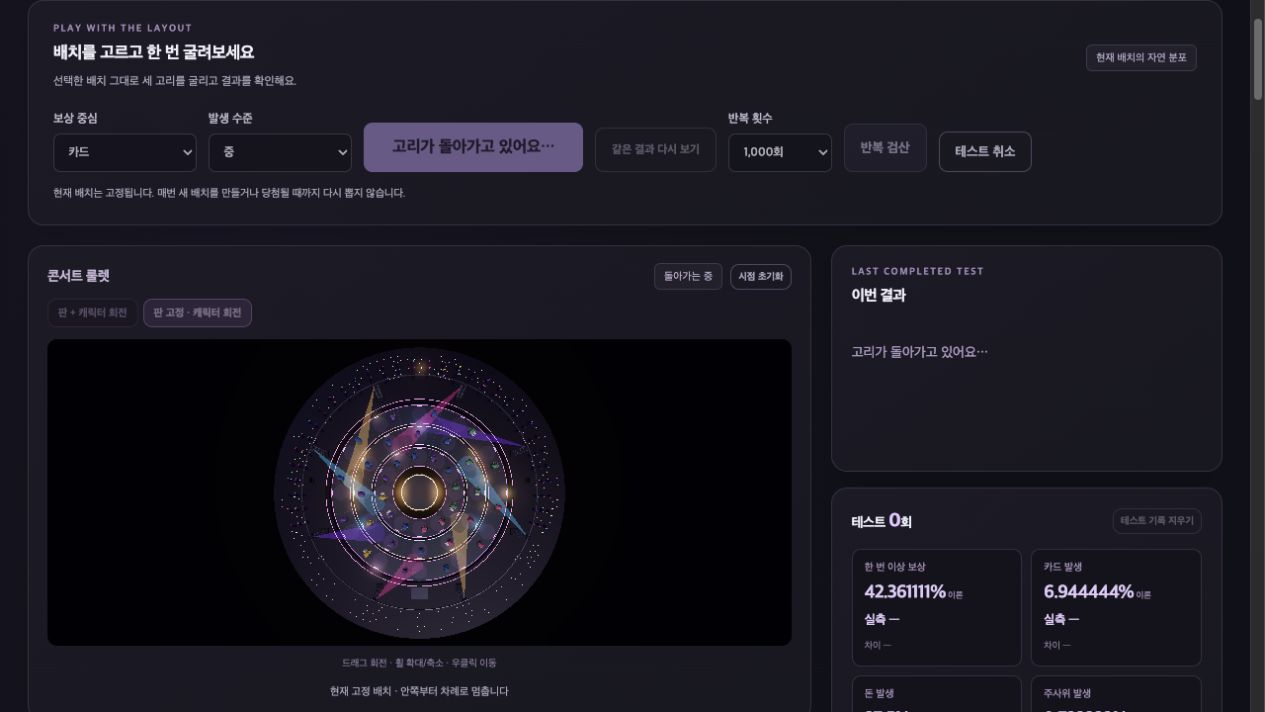 PLAY WITH THE LAYOUT
배치를 고르고 한 번 굴려보세요
선택한 배치 그대로 세 고리를 굴리고 결과를 확인해요.
현재 배치의 자연 분포
보상 중심
발생 수준
반복 횟수
카드
중
고리가 돌아가고 있어요…
같은 결과 다시 보기
1,000회
반복 검산
테스트 취소
현재 배치는 고정됩니다. 매번 새 배치를 만들거나 당첨될 때까지 다시 뽑지 않습니다.
콘서트 룰렛
돌아가는 중
시점 초기화
판 + 캐릭터 회전
판 고정 · 캐릭터 회전
드래그 회전 · 휠 확대/축소 · 우클릭 이동
현재 고정 배치 · 안쪽부터 차례로 멈춥니다
LAST COMPLETED TEST
이번 결과
고리가 돌아가고 있어요…
테스트 0회
테스트 기록 지우기
한 번 이상 보상
42.361111% 이론
실측 —
차이 —
카드 발생
6.944444% 이론
실측 —
차이 —
돈 발생
주사위 발생